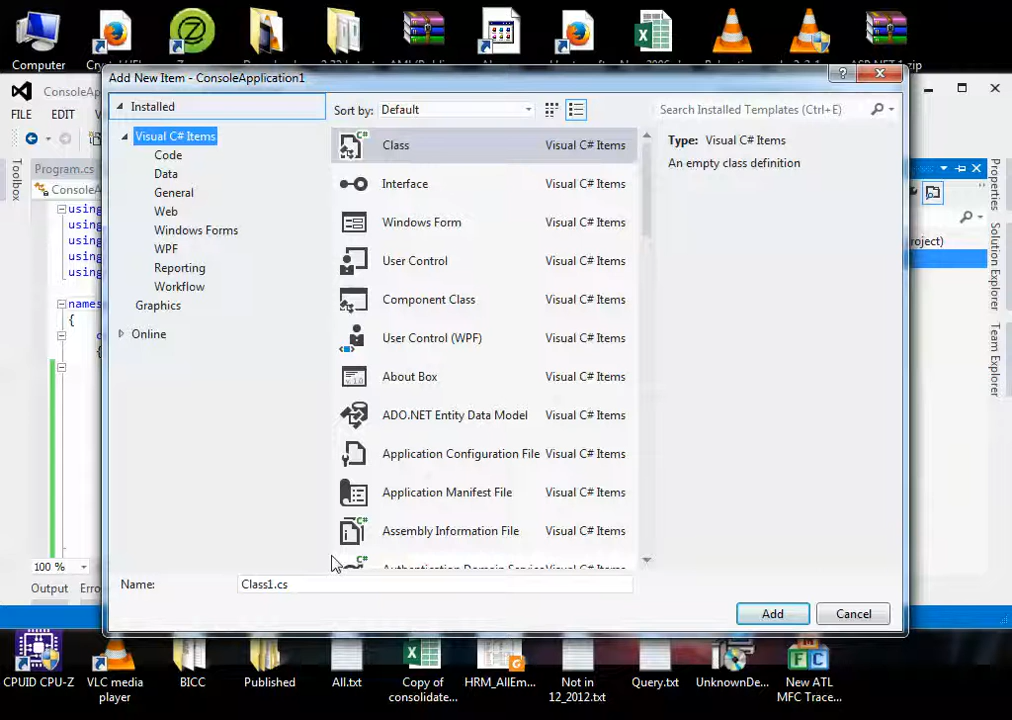 Computer
1.zip
Add New Item - ConsoleApplication1
?
FILE
EDIT
Installed
Sort by:
Default
Search Installed Templates (Ctrl+E)
Visual C# Items
Code
Data
General
Web
Windows Forms
WPF
Reporting
Workflow
Graphics
Online
Class Visual C# Items
Interface Visual C# Items
Windows Form Visual C# Items
User Control Visual C# Items
Component Class Visual C# Items
User Control (WPF) Visual C# Items
About Box Visual C# Items
ADO.NET Entity Data Model Visual C# Items
Application Configuration File Visual C# Items
Application Manifest File Visual C# Items
Assembly Information File Visual C# Items
Type: Visual C# Items
An empty class definition
Toolbox
Program.cs
ConsoleA
using
using
using
using
using
names
{
{
100 %
Output
Erro
Properties
Solution Explorer
Team Explorer
roject)
Name:
Class1.cs
Add
Cancel
CPUID CPU-Z
VLC media
player
BICC
Published
All.txt
Copy of
consolidate...
HRM_AllEm...
Not in
12_2012.txt
Query.txt
UnknownDe...
New ATL
MFC Trace...